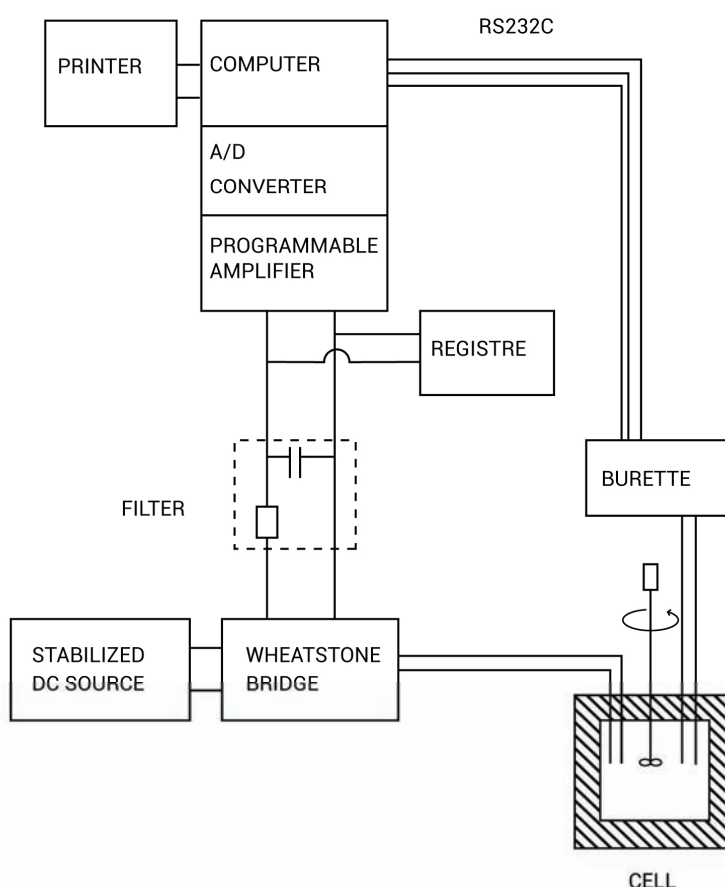 RS232C
PRINTER
COMPUTER
A/D
CONVERTER
PROGRAMMABLE
AMPLIFIER
REGISTRE
BURETTE
FILTER
STABILIZED
DC SOURCE
WHEATSTONE
BRIDGE
CELL